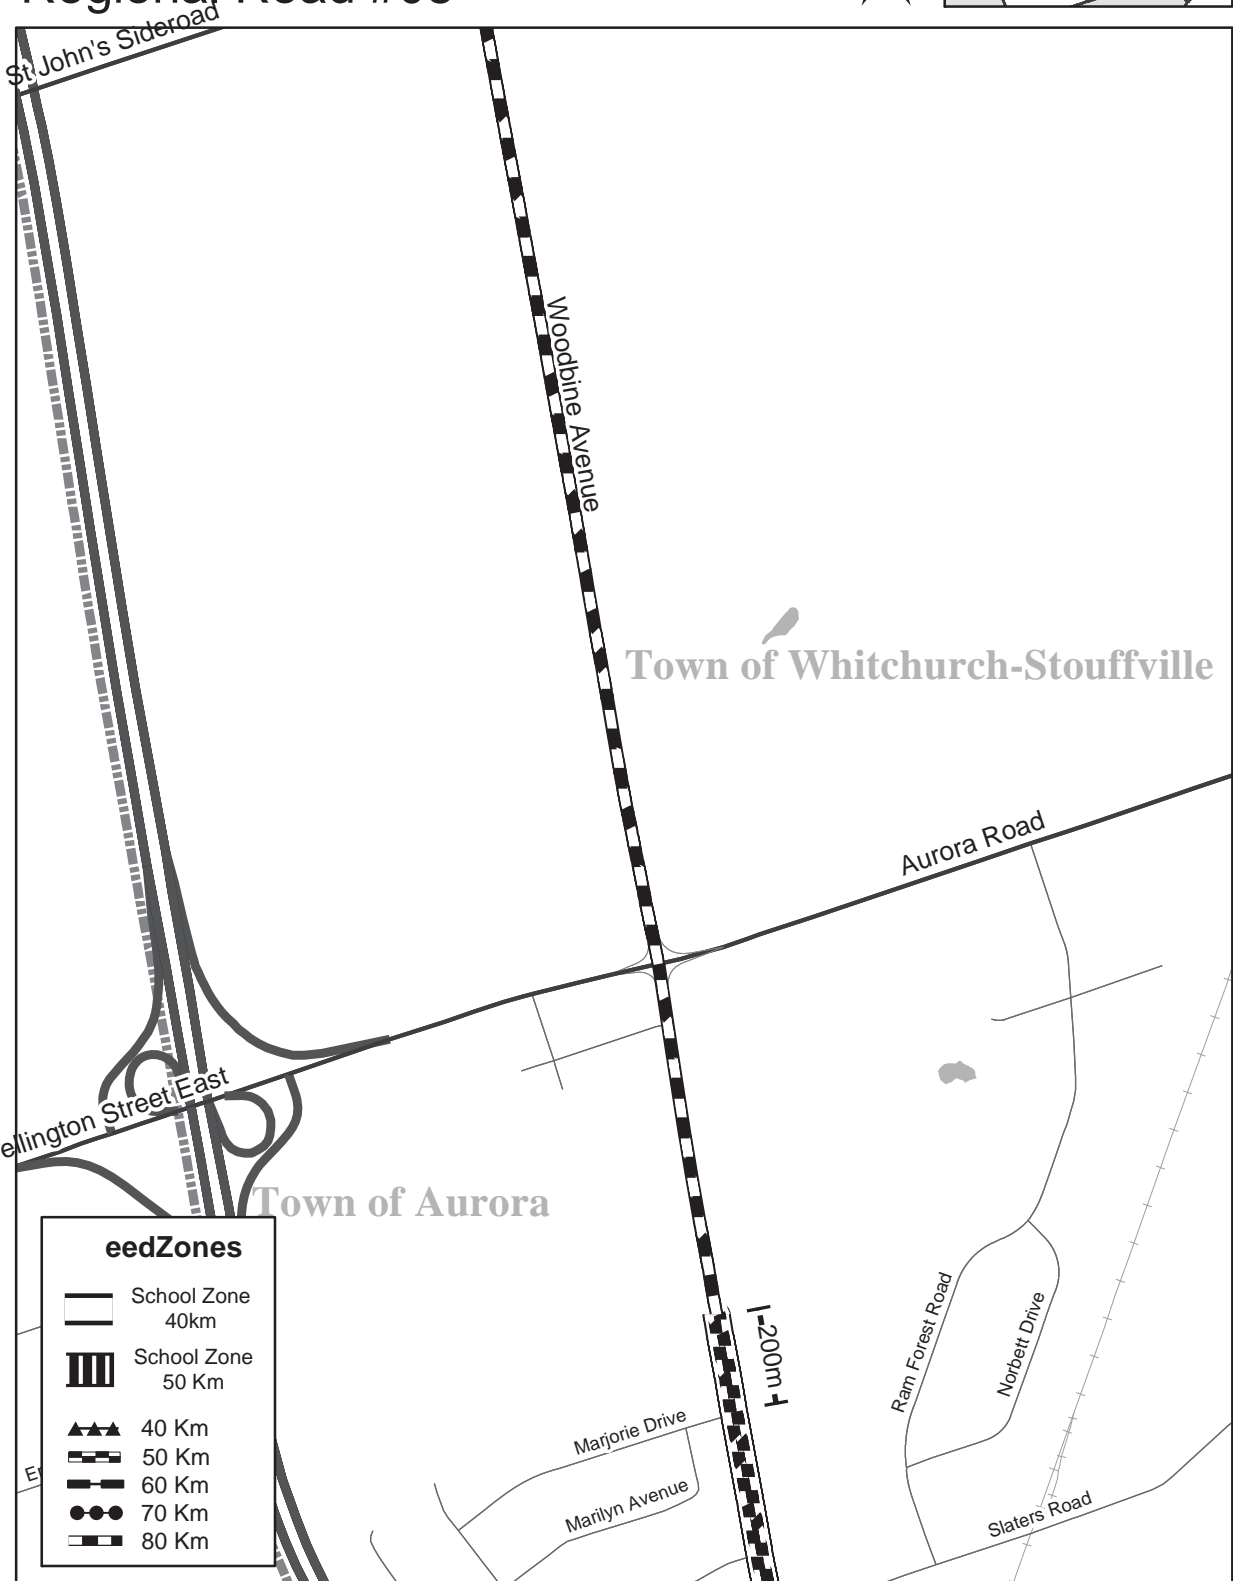 St John's Sideroad
Woodbine Avenue
Town of Whitchurch-Stouffville
Aurora Road
ellington Street East
Town of Aurora
eedZones
School Zone
40km
School Zone
50 Km
40 Km
50 Km
60 Km
70 Km
80 Km
200m
Ram Forest Road
Norbett Drive
Marjorie Drive
Marilyn Avenue
Slaters Road